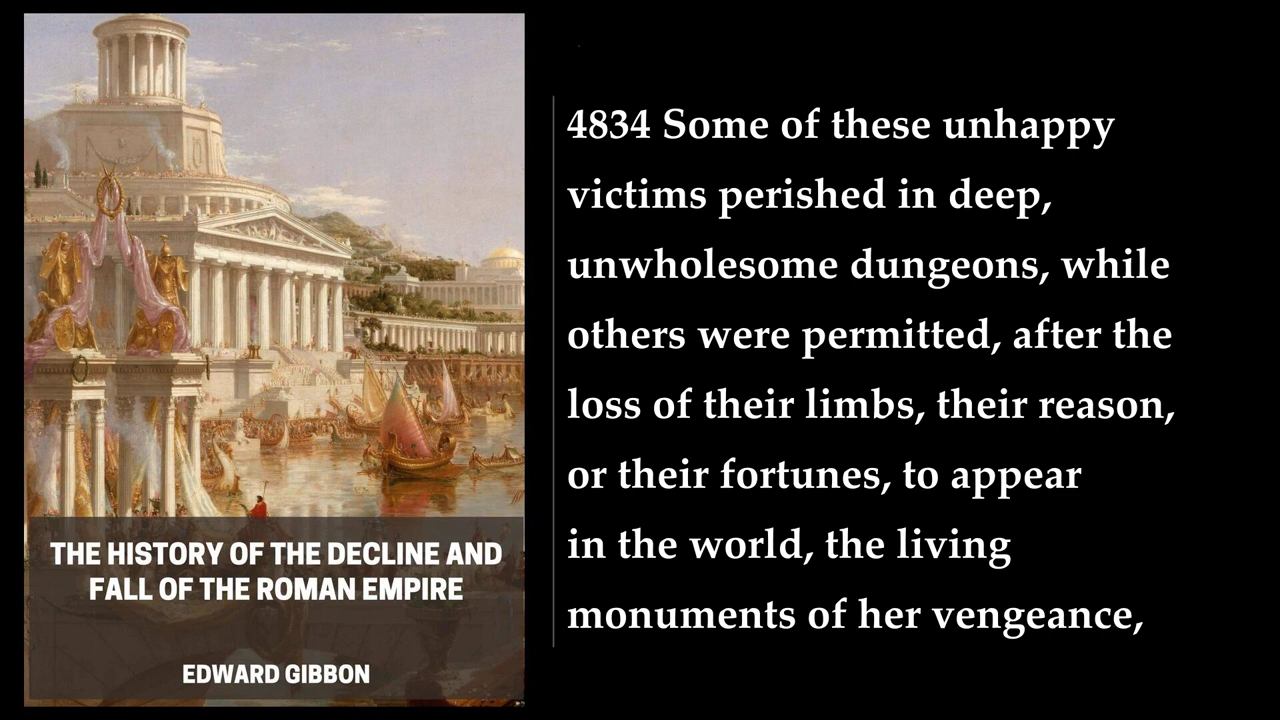 THE HISTORY OF THE DECLINE AND
FALL OF THE ROMAN EMPIRE
EDWARD GIBBON
4834 Some of these unhappy
victims perished in deep,
unwholesome dungeons, while
others were permitted, after the
loss of their limbs, their reason,
or their fortunes, to appear
in the world, the living
monuments of her vengeance,